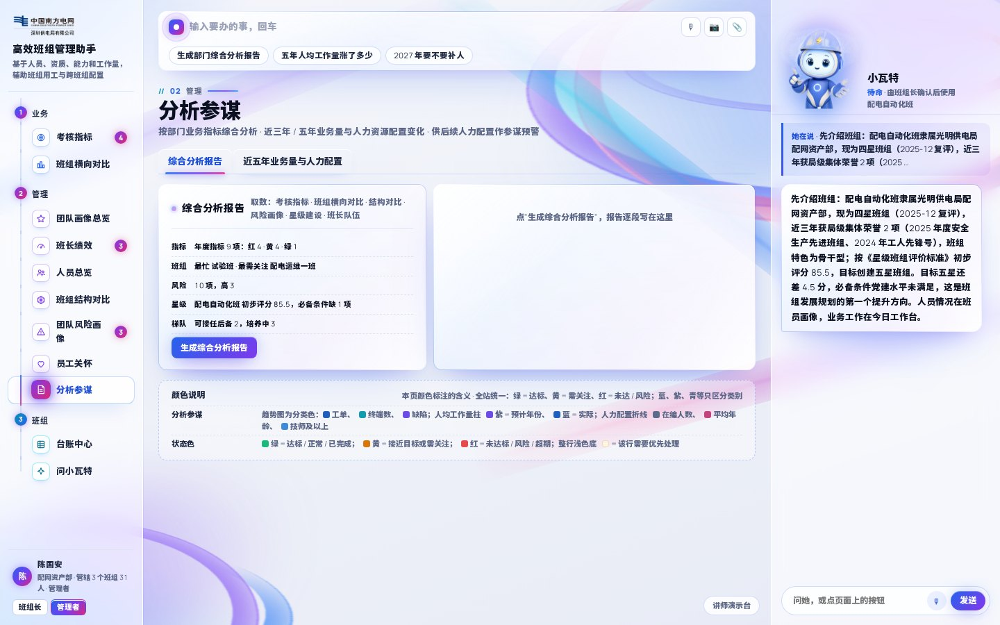 中国南方电网
CHINA SOUTHERN POWER GRID
深圳供电局有限公司
高效班组管理助手
基于人员、资质、能力和工作量，
辅助班组用工与跨班组配置
1 业务
考核指标 4
班组横向对比
2 管理
团队画像总览
班长绩效 3
人员总览
班组结构对比
团队风险画
像 3
员工关怀
分析参谋
3 班组
台账中心
问小瓦特
陈 陈国安
配网资产部 · 管辖 3 个班组 31
人 · 管理者
班组长 管理者
输入要办的事，回车
生成部门综合分析报告 五年人均工作量涨了多少 2027 年要不要补人
// 02 管理
分析参谋
按部门业务指标综合分析 · 近三年 / 五年业务量与人力资源配置变化 · 供后续人力配置作参谋预警
综合分析报告 近五年业务量与人力配置
综合分析报告 取数：考核指标 · 班组横向对比 · 结构对比 ·
风险画像 · 星级建设 · 班长队伍
指标 年度指标 9 项：红 4 · 黄 4 · 绿 1
班组 最忙 试验班 · 最需关注 配电运维一班
风险 10 项，高 3
星级 配电自动化班 初步评分 85.5，必备条件缺 1 项
梯队 可接任后备 2，培养中 3
生成综合分析报告
点"生成综合分析报告"，报告逐段写在这里
颜色说明 本页颜色标注的含义 · 全站统一：绿 = 达标、黄 = 需关注、红 = 未达 / 风险；蓝、紫、青等只区分类别
分析参谋 趋势图为分类色：工单、终端数、缺陷；人均工作量柱 紫 = 预计年份、蓝 = 实际；人力配置折线 在编人数、平均年
龄、技师及以上
状态色 绿 = 达标 / 正常 / 已完成；黄 = 接近目标或需关注；红 = 未达标 / 风险 / 超期；整行浅色底 = 该行需要优先处理
讲师演示台
小瓦特
待命 · 由班组长确认后使用
配电自动化班
她在说 · 先介绍班组：配电自动化班隶属光明供电局
配网资产部，现为四星班组（2025-12 复评），近三
年获局级集体荣誉 2 项（2025 …
先介绍班组：配电自动化班隶属光明供电局配
网资产部，现为四星班组（2025-12 复评），
近三年获局级集体荣誉 2 项（2025 年度安全
生产先进班组、2024 年工人先锋号），班组
特色为骨干型；按《星级班组评价标准》初步
评分 85.5，目标创建五星班组。目标五星还
差 4.5 分，必备条件党建水平未满足，这是班
组发展规划的第一个提升方向。人员情况在班
员画像，业务工作在今日工作台。
问她，或点页面上的按钮 发送